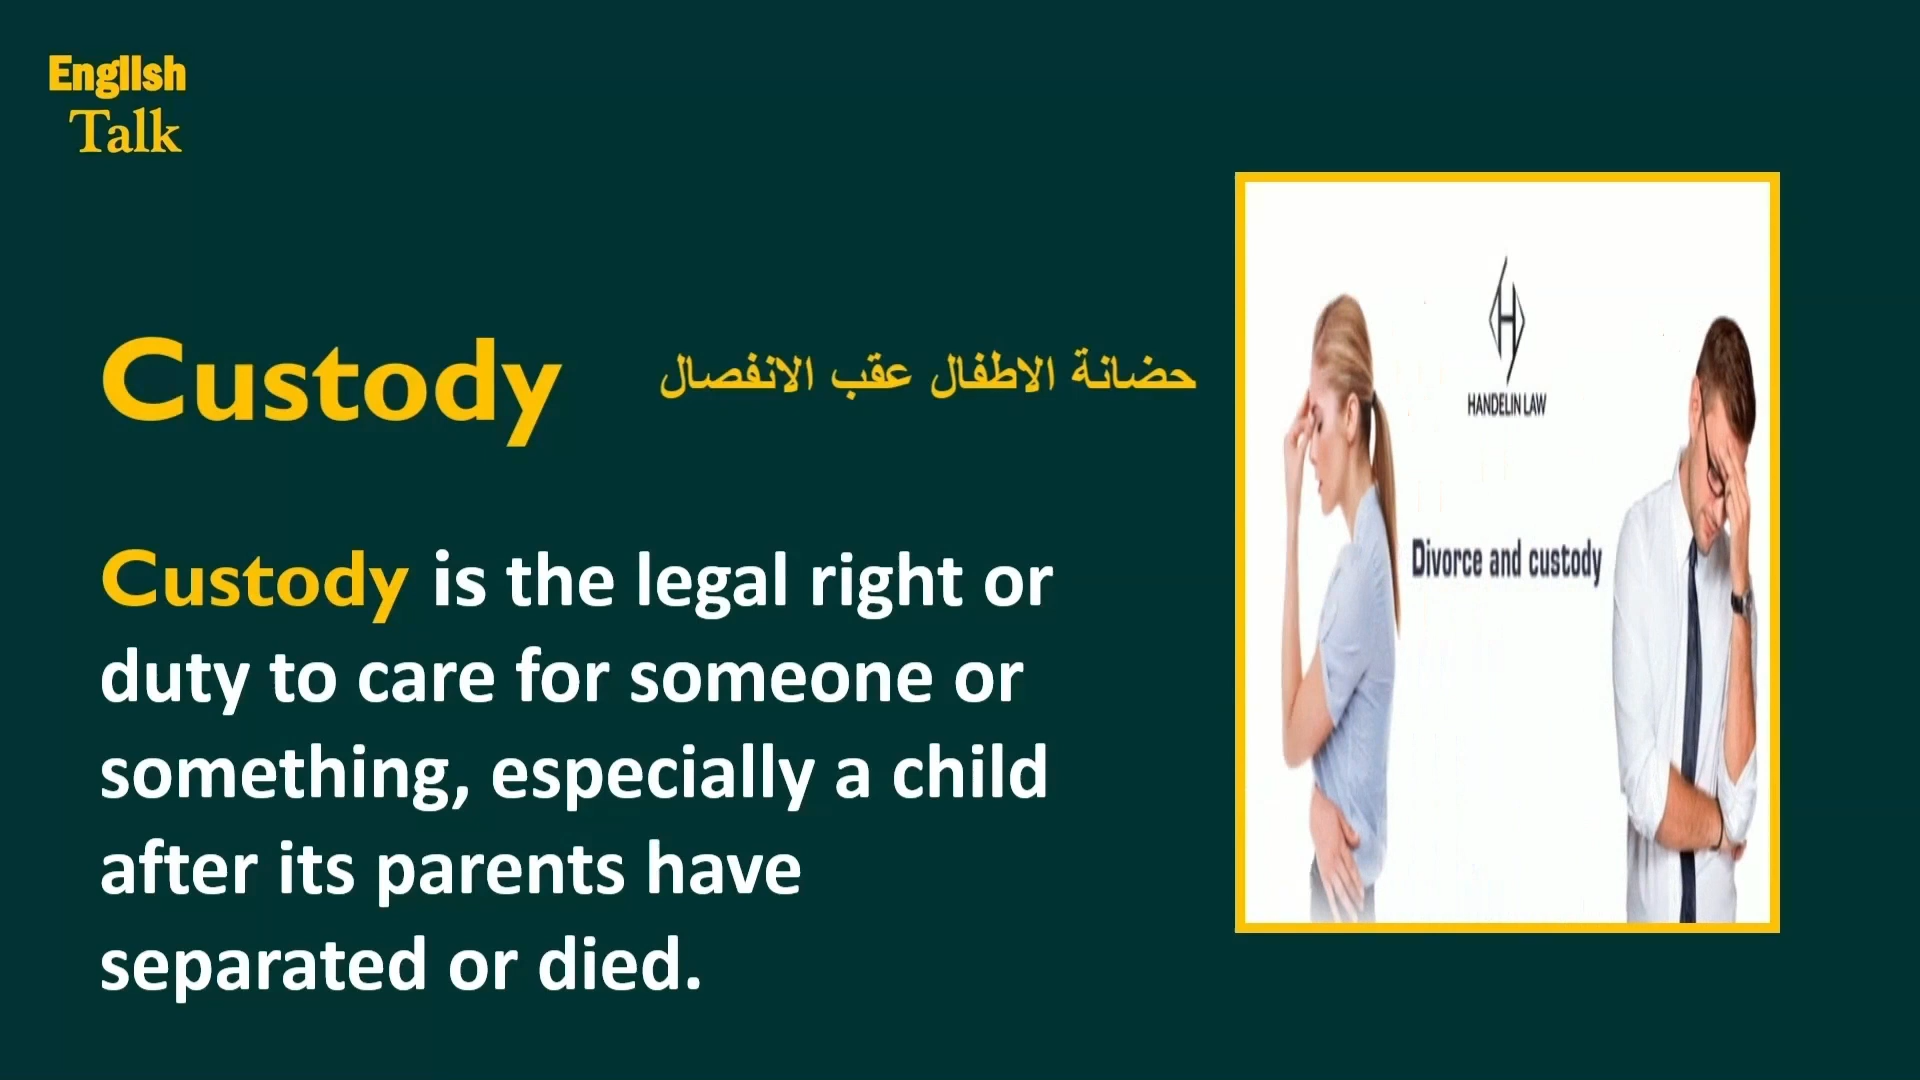 English
Talk
Custody
حضانة الاطفال عقب الانفصال
Custody is the legal right or
duty to care for someone or
something, especially a child
after its parents have
separated or died.
H
HANDELIN LAW
Divorce and custody